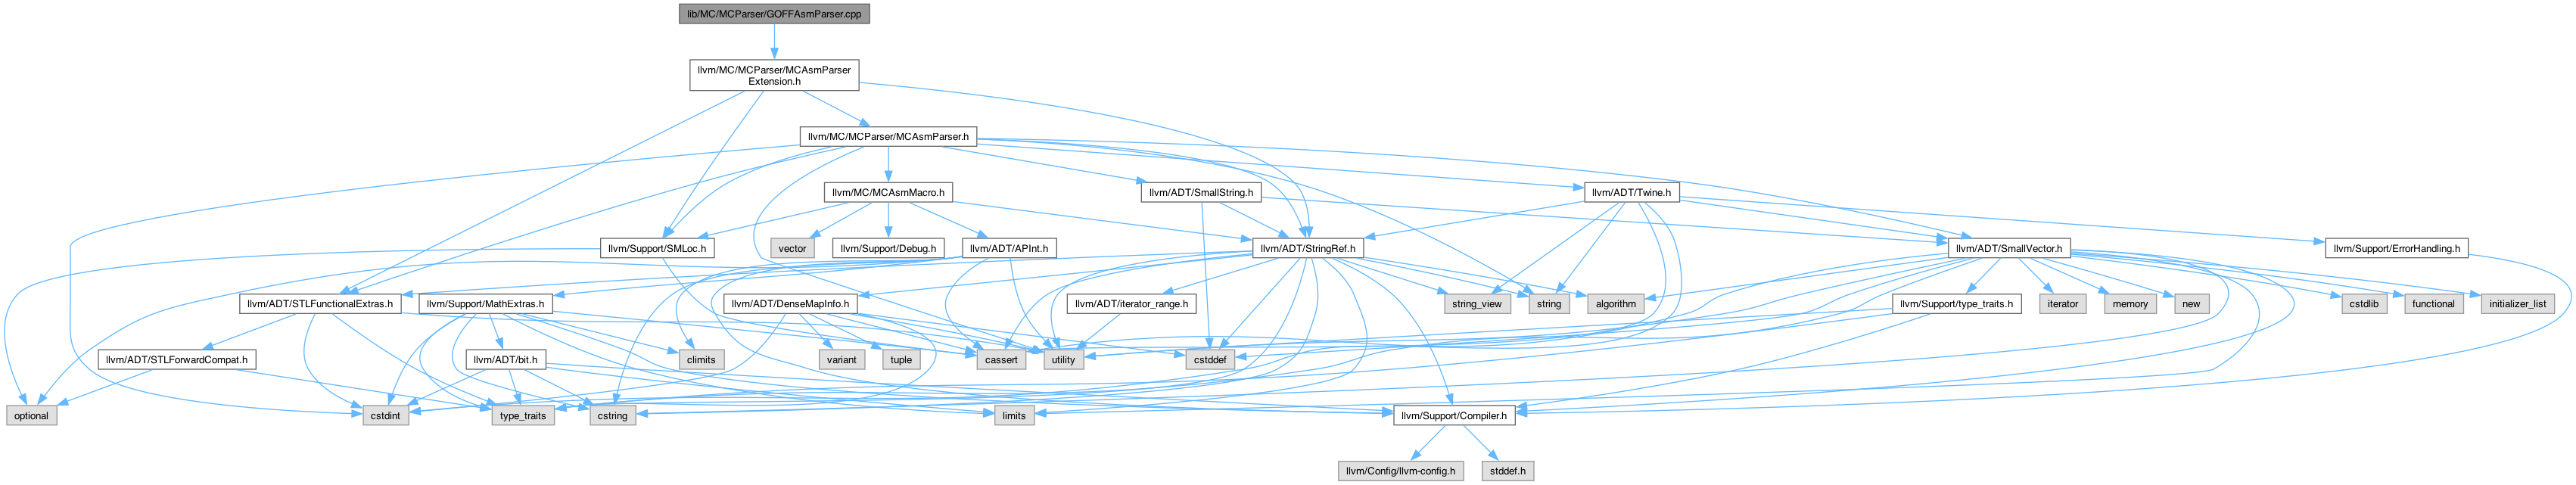 lib/MC/MCParser/GOFFAsmParser.cpp
llvm/MC/MCParser/MCAsmParser
Extension.h
llvm/MC/MCParser/MCAsmParser.h
llvm/MC/MCAsmMacro.h
llvm/ADT/SmallString.h
llvm/ADT/Twine.h
llvm/Support/SMLoc.h
vector
llvm/Support/Debug.h
llvm/ADT/APInt.h
llvm/ADT/StringRef.h
llvm/ADT/SmallVector.h
llvm/Support/ErrorHandling.h
llvm/ADT/STLFunctionalExtras.h
llvm/Support/MathExtras.h
llvm/ADT/DenseMapInfo.h
llvm/ADT/iterator_range.h
string_view
string
algorithm
llvm/Support/type_traits.h
iterator
memory
new
cstdlib
functional
initializer_list
llvm/ADT/STLForwardCompat.h
llvm/ADT/bit.h
climits
variant
tuple
cassert
utility
cstddef
optional
cstdint
type_traits
cstring
limits
llvm/Support/Compiler.h
llvm/Config/llvm-config.h
stddef.h